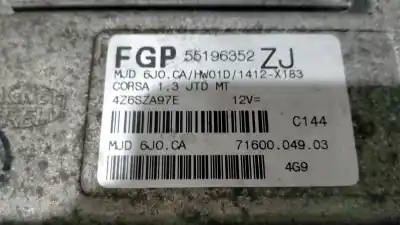 FGP 55196352 ZJ
MJD 6JO.CA/HW01D/1412-X183
CORSA 1.3 JTD MT
4Z6SZA97E 12V=
C144
MJD 6JO.CA 71600.049.03
4G9